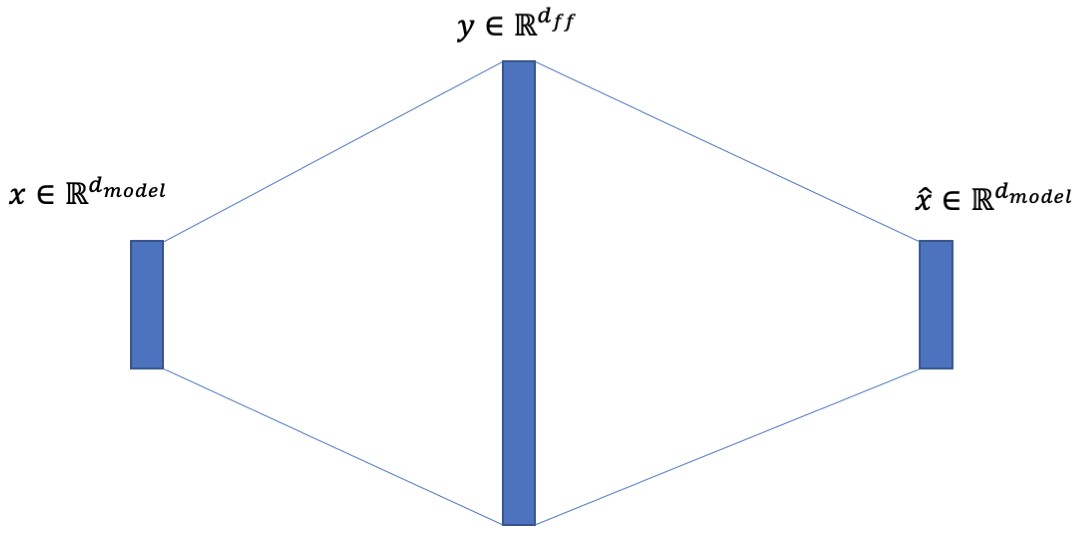 y ∈ ℝ^{d_{ff}}
x ∈ ℝ^{d_{model}}
x̂ ∈ ℝ^{d_{model}}